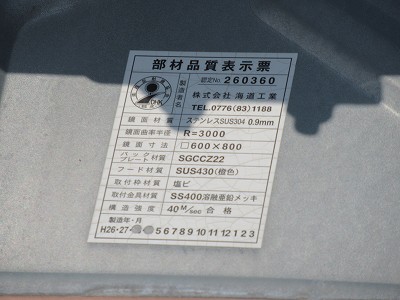 部材品質表示票
認定No. 260360
製造者名
株式会社 海道工業
TEL.0776(83)1188
鏡面材質 ステンレスSUS304 0.9mm
鏡面曲率半径 R=3000
鏡面寸法 □600×800
バックプレート材質 SGCCZ22
フード材質 SUS430(橙色)
取付枠材質 塩ビ
取付金具材質 SS400溶融亜鉛メッキ
構造強度 40M/sec 合格
製造年・月
H26・27・ 5 6 7 8 9 10 11 12 1 2 3